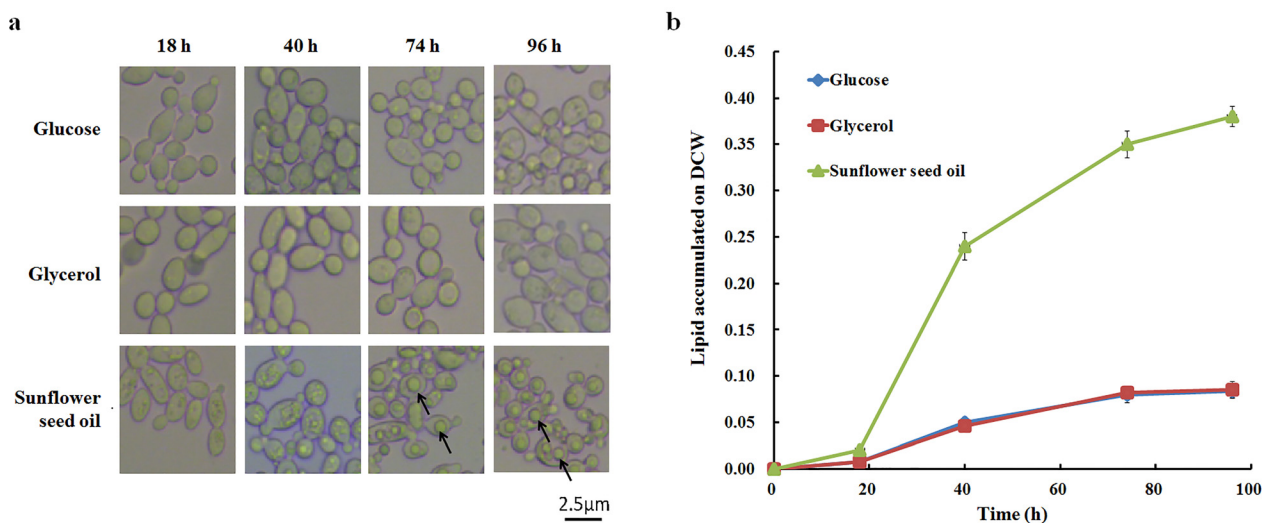 a
18 h 40 h 74 h 96 h
Glucose
Glycerol
Sunflower
seed oil
2.5μm
b
Lipid accumulated on DCW
0.45
0.40
0.35
0.30
0.25
0.20
0.15
0.10
0.05
0.00
Glucose
Glycerol
Sunflower seed oil
0 20 40 60 80 100
Time (h)